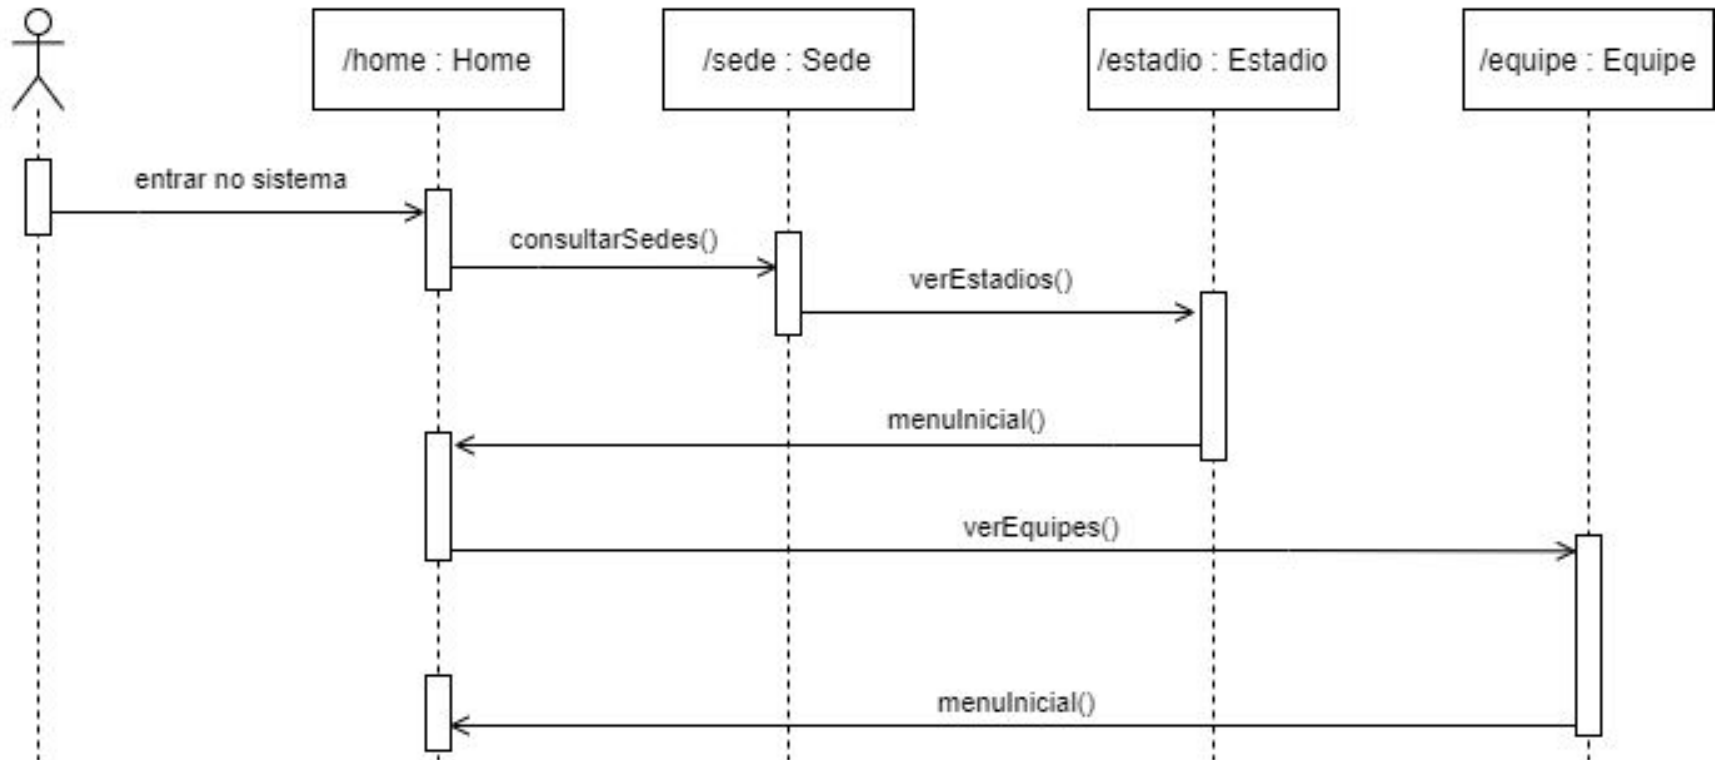 /home : Home
/sede : Sede
/estadio : Estadio
/equipe : Equipe
entrar no sistema
consultarSedes()
verEstadios()
menuInicial()
verEquipes()
menuInicial()